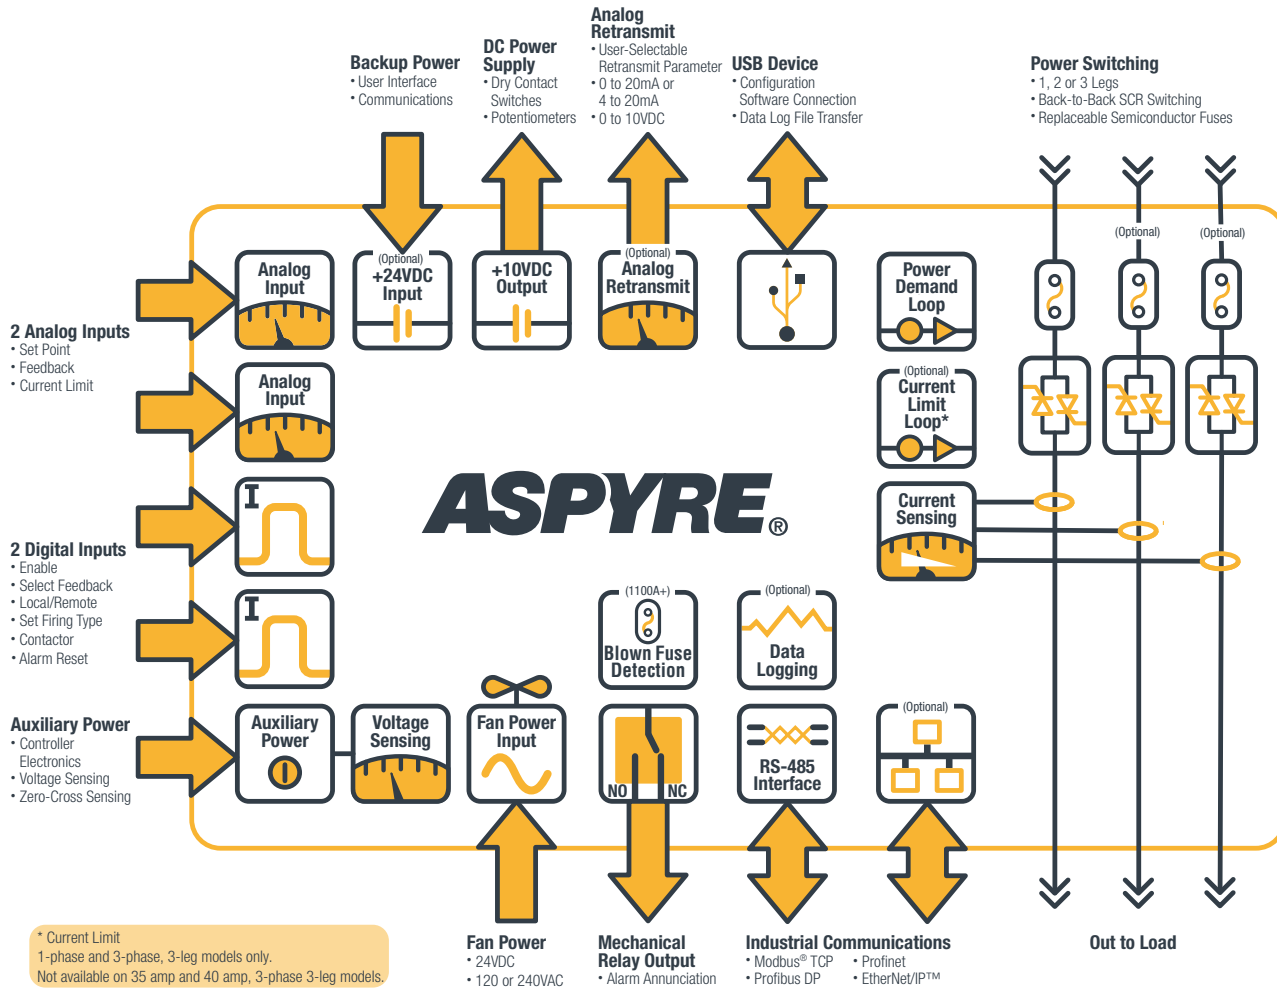 Backup Power
• User Interface
• Communications
DC Power
Supply
• Dry Contact
Switches
• Potentiometers
Analog
Retransmit
• User-Selectable
Retransmit Parameter
• 0 to 20mA or
4 to 20mA
• 0 to 10VDC
USB Device
• Configuration
Software Connection
• Data Log File Transfer
Power Switching
• 1, 2 or 3 Legs
• Back-to-Back SCR Switching
• Replaceable Semiconductor Fuses
2 Analog Inputs
• Set Point
• Feedback
• Current Limit
Analog
Input
(Optional)
+24VDC
Input
+10VDC
Output
(Optional)
Analog
Retransmit
Power
Demand
Loop
(Optional)
(Optional)
Analog
Input
(Optional)
Current
Limit
Loop*
ASPYRE®
Current
Sensing
2 Digital Inputs
• Enable
• Select Feedback
• Local/Remote
• Set Firing Type
• Contactor
• Alarm Reset
I
I
(1100A+)
Blown Fuse
Detection
(Optional)
Data
Logging
Auxiliary Power
• Controller
Electronics
• Voltage Sensing
• Zero-Cross Sensing
Auxiliary
Power
Voltage
Sensing
Fan Power
Input
NO
NC
RS-485
Interface
(Optional)
* Current Limit
1-phase and 3-phase, 3-leg models only.
Not available on 35 amp and 40 amp, 3-phase 3-leg models.
Fan Power
• 24VDC
• 120 or 240VAC
Mechanical
Relay Output
• Alarm Annunciation
Industrial Communications
• Modbus® TCP
• Profibus DP
• Profinet
• EtherNet/IP™
Out to Load